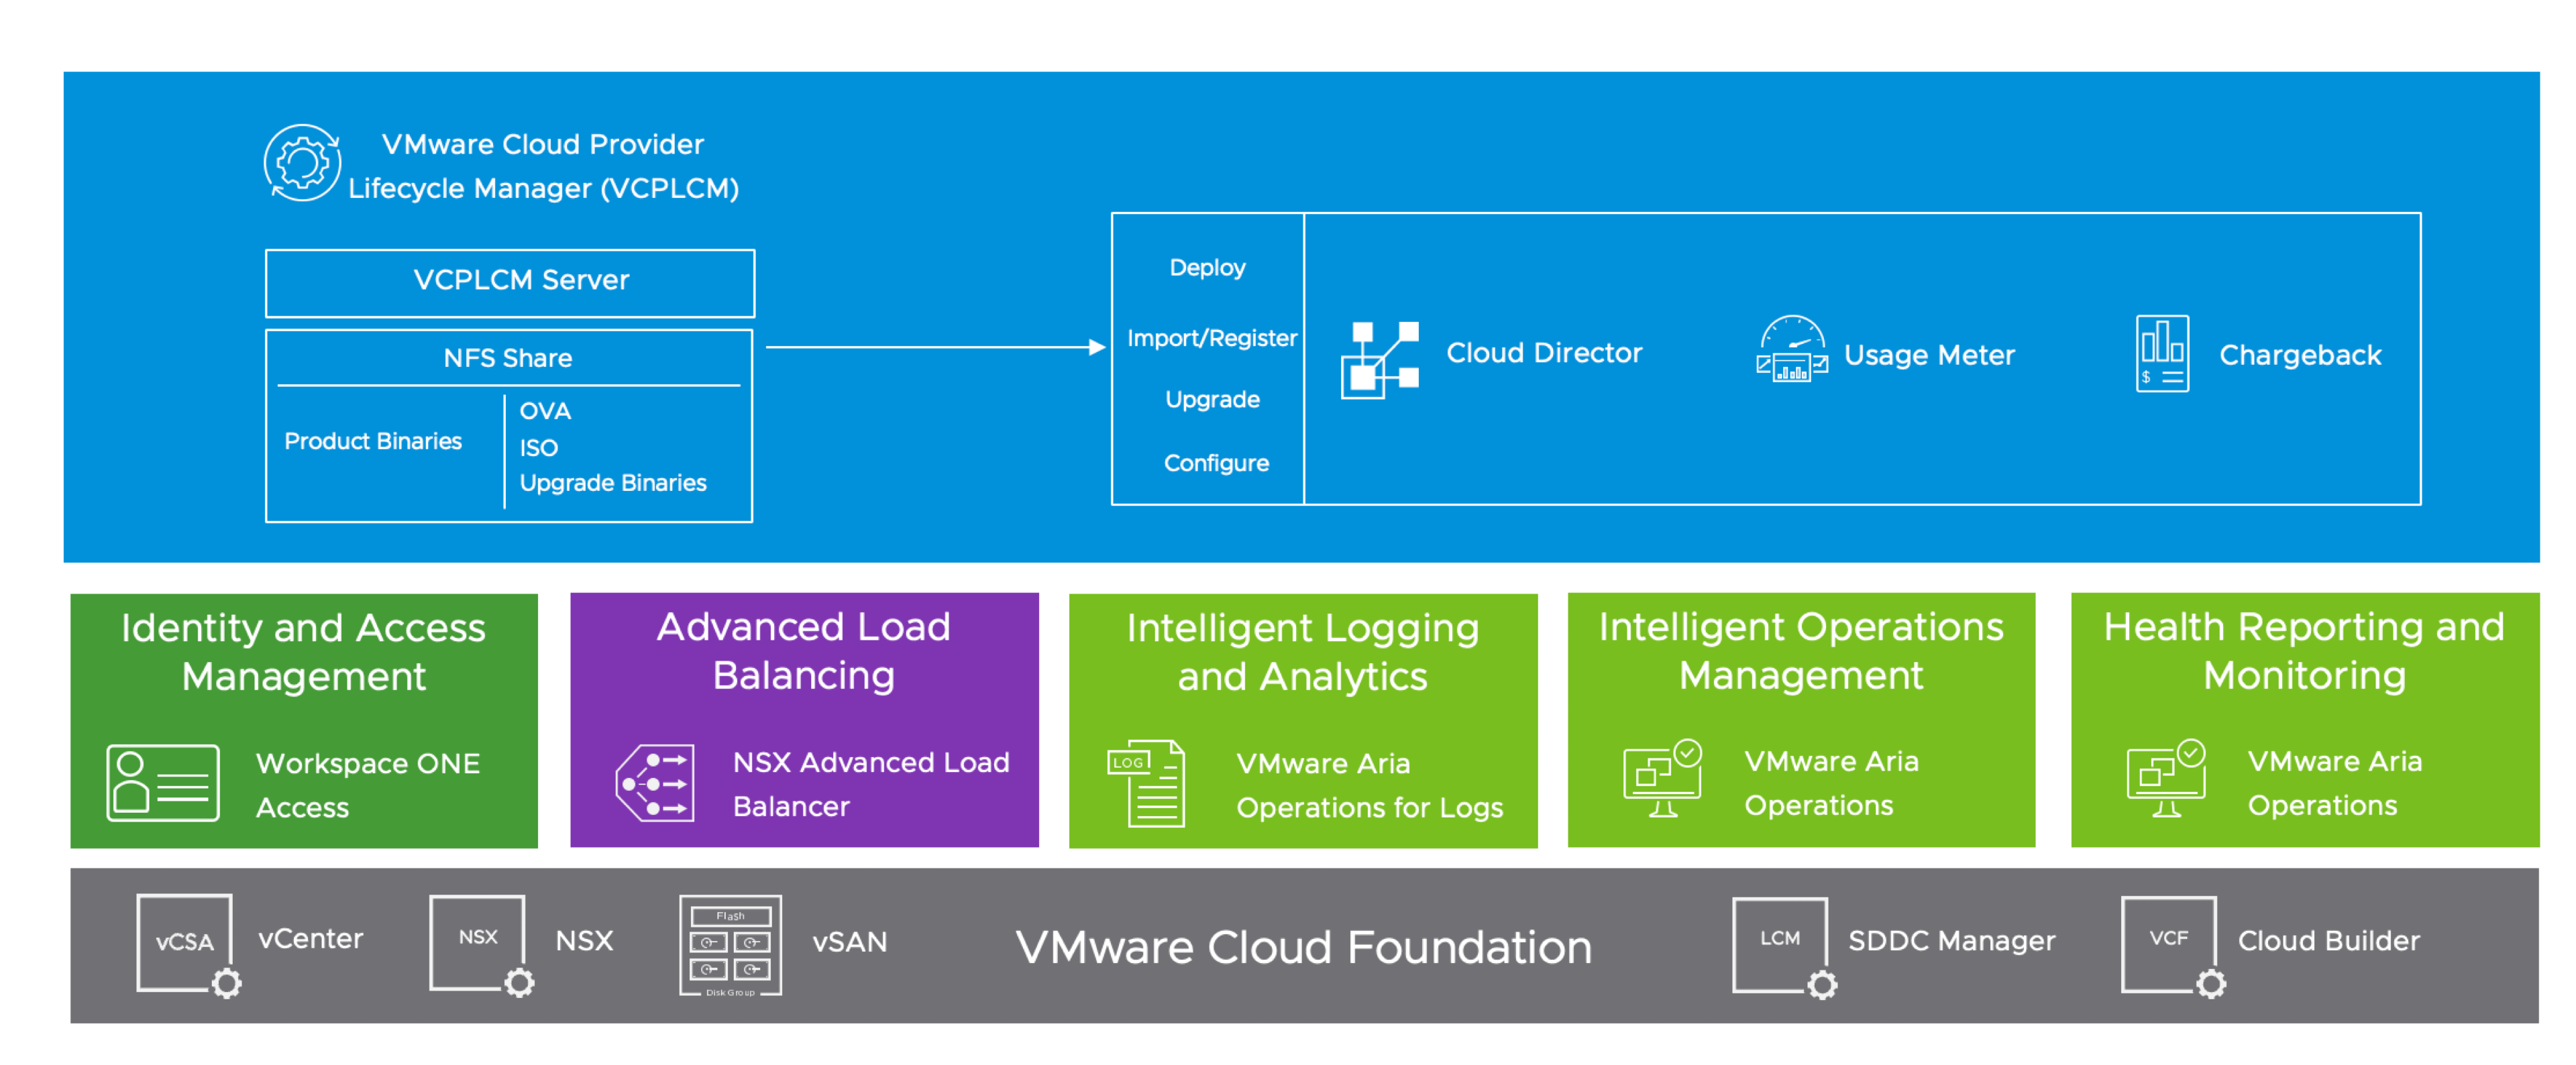 VMware Cloud Provider
Lifecycle Manager (VCPLCM)
VCPLCM Server
NFS Share
Product Binaries
OVA
ISO
Upgrade Binaries
Deploy
Import/Register
Upgrade
Configure
Cloud Director
Usage Meter
$
Chargeback
Identity and Access
Management
Workspace ONE
Access
Advanced Load
Balancing
NSX Advanced Load
Balancer
Intelligent Logging
and Analytics
LOG
VMware Aria
Operations for Logs
Intelligent Operations
Management
VMware Aria
Operations
Health Reporting and
Monitoring
VMware Aria
Operations
vCSA
vCenter
NSX
NSX
Flash
Disk Group
vSAN
VMware Cloud Foundation
LCM
SDDC Manager
VCF
Cloud Builder